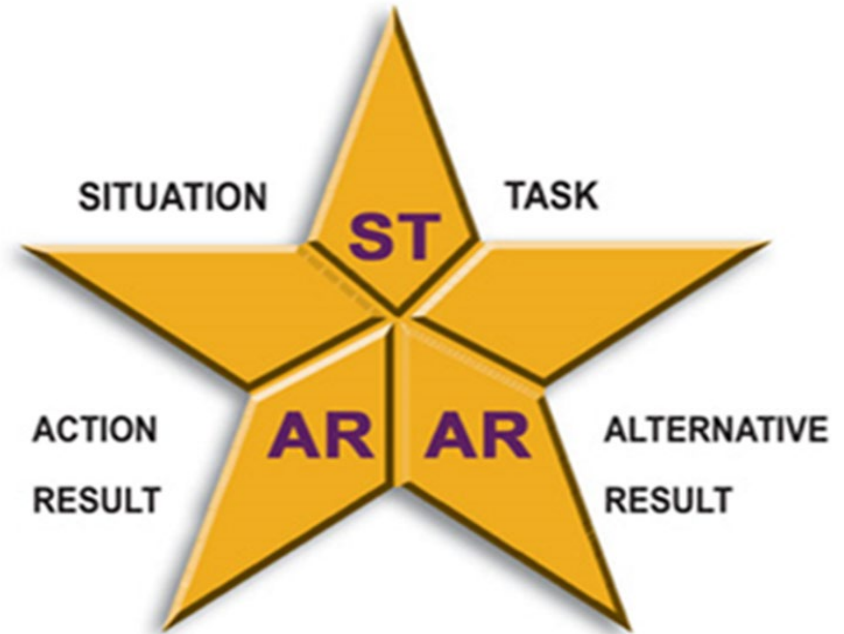 SITUATION
TASK
ST
AR
AR
ACTION
RESULT
ALTERNATIVE
RESULT